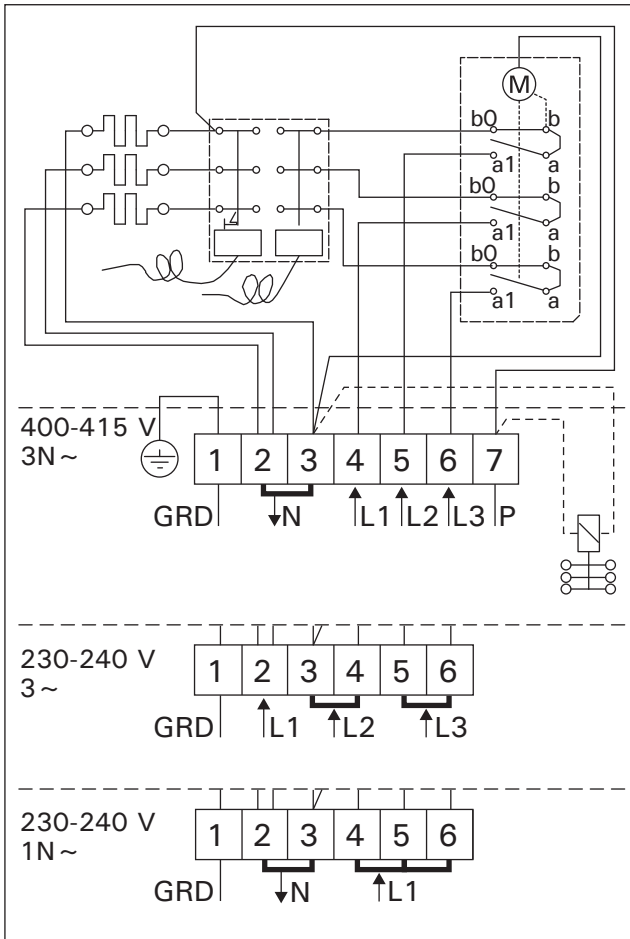 M
b0 b
a1 a
b0 b
a1 a
b0 b
a1 a
400-415 V
3N~
1 2 3 4 5 6 7
GRD N L1 L2 L3 P
230-240 V
3~
1 2 3 4 5 6
GRD L1 L2 L3
230-240 V
1N~
1 2 3 4 5 6
GRD N L1